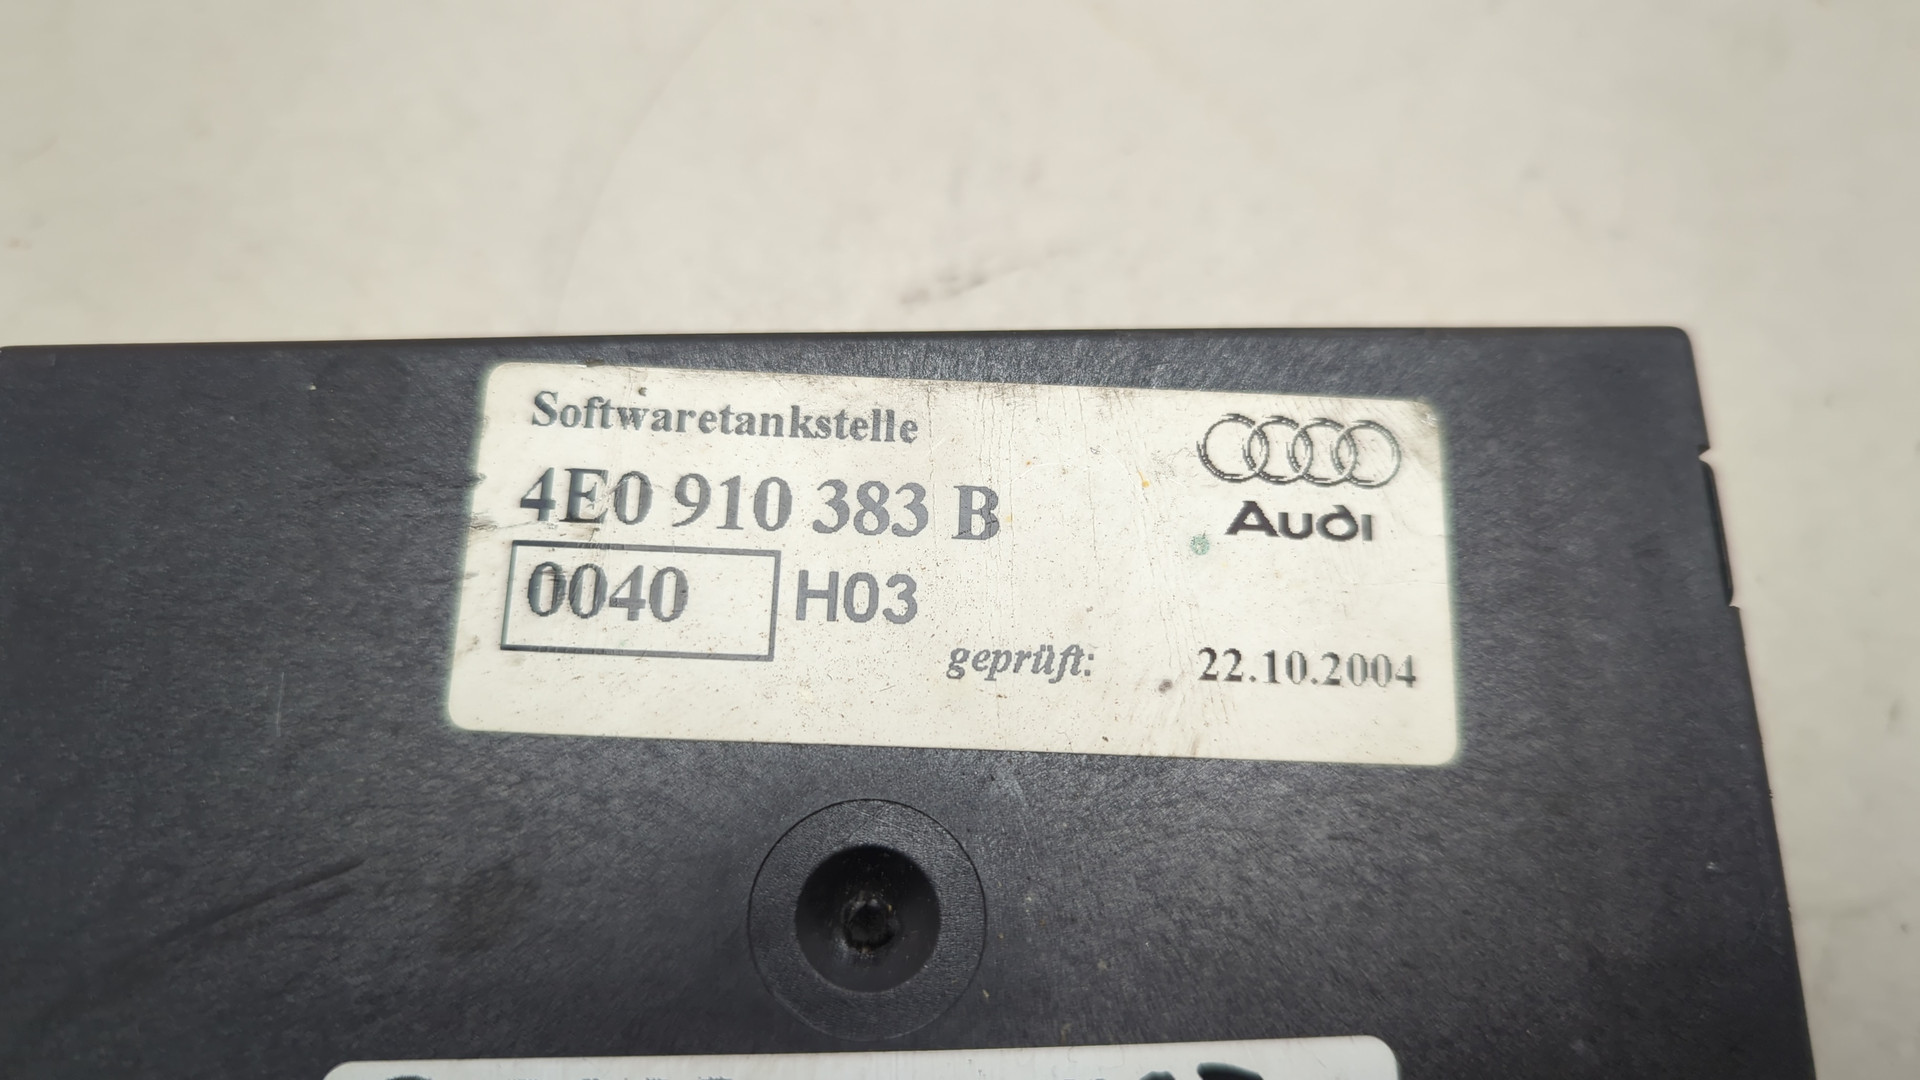 Softwaretankstelle
4E0 910 383 B
Audi
0040 H03
geprüft: 22.10.2004